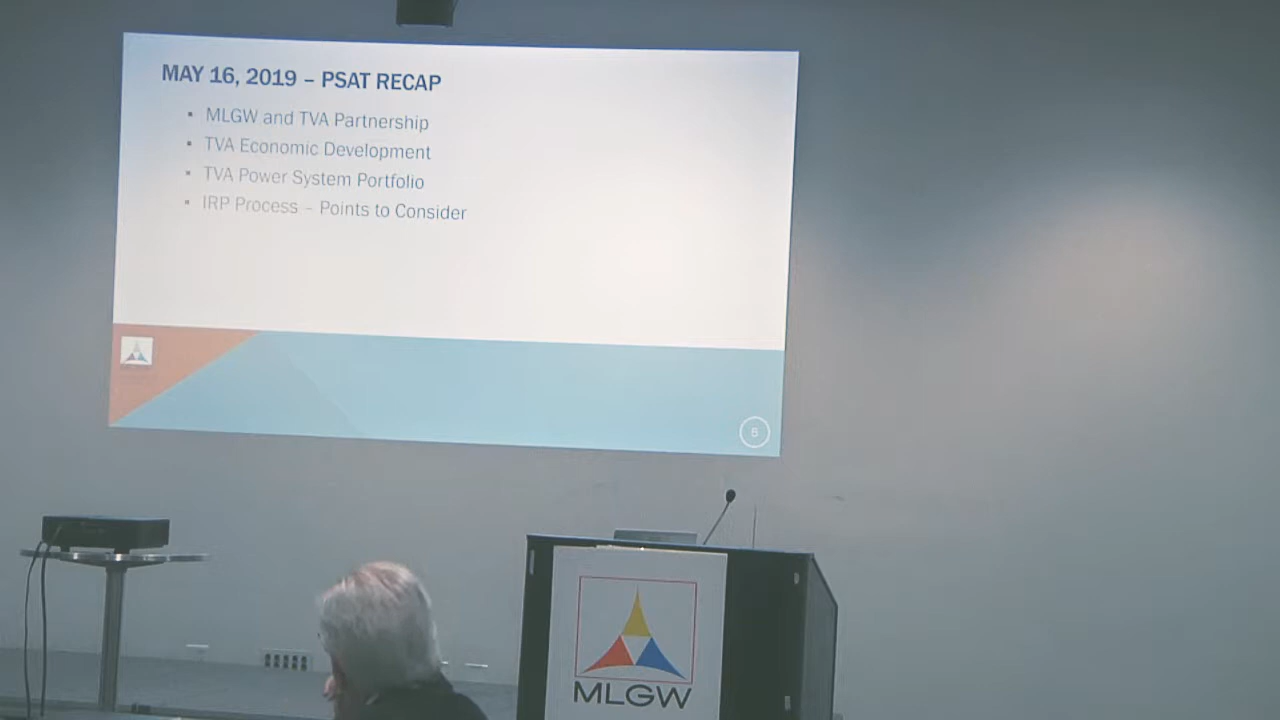 MAY 16, 2019 – PSAT RECAP
▪ MLGW and TVA Partnership
▪ TVA Economic Development
▪ TVA Power System Portfolio
▪ IRP Process – Points to Consider
MLGW